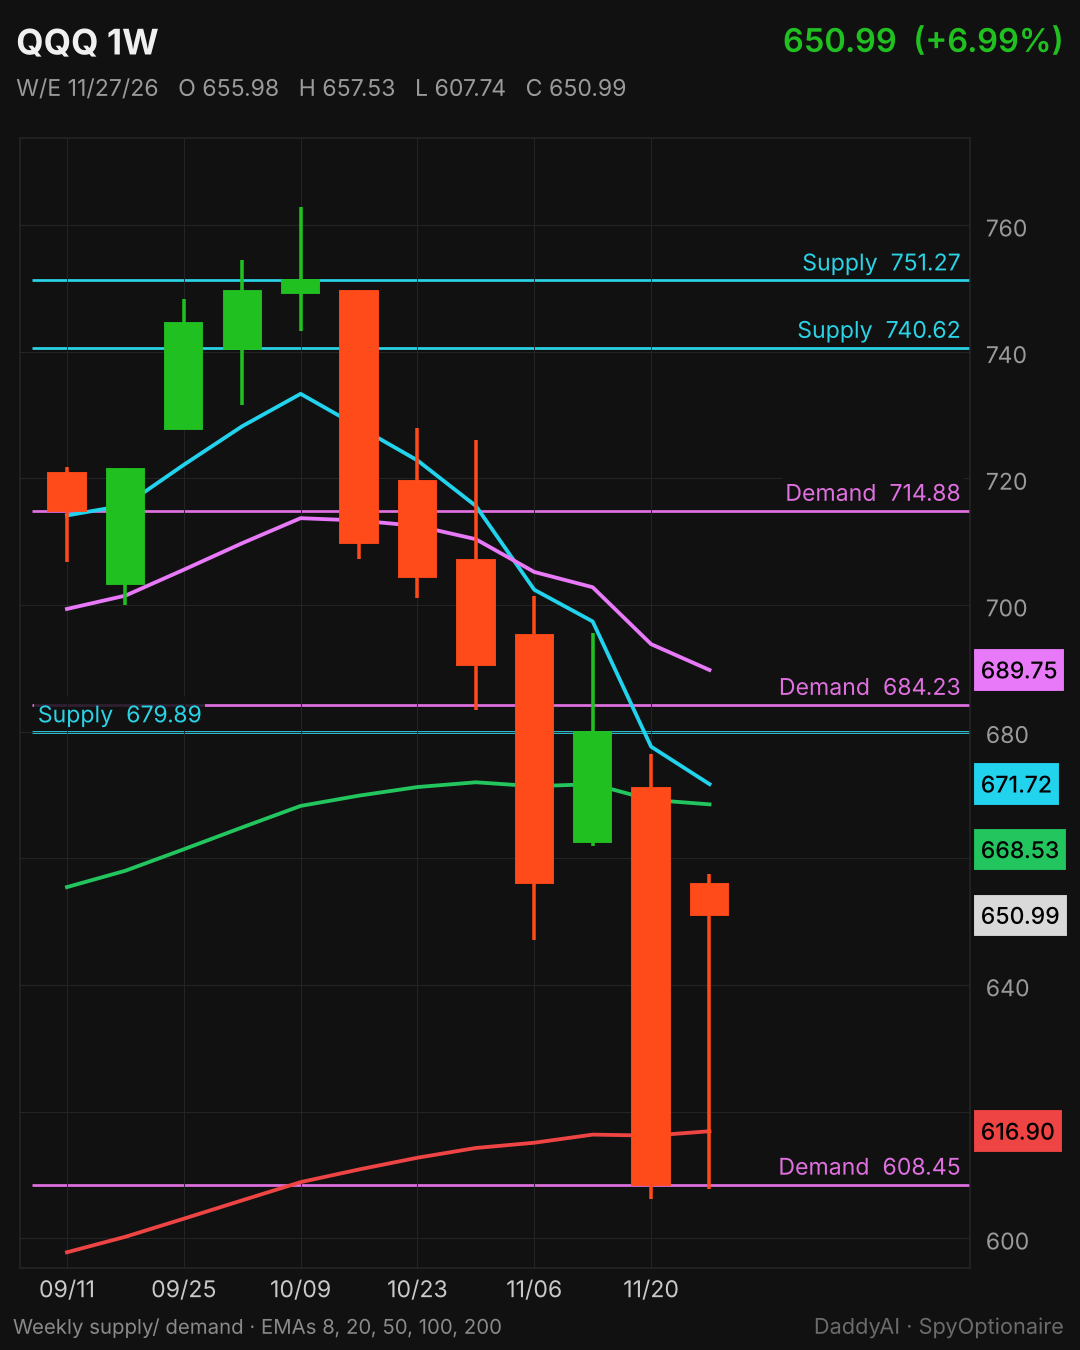 QQQ 1W
650.99 (+6.99%)
W/E 11/27/26 O 655.98 H 657.53 L 607.74 C 650.99
760
Supply 751.27
Supply 740.62
740
Demand 714.88
720
700
689.75
Demand 684.23
Supply 679.89
680
671.72
668.53
650.99
640
616.90
Demand 608.45
600
09/11 09/25 10/09 10/23 11/06 11/20
Weekly supply/ demand · EMAs 8, 20, 50, 100, 200
DaddyAI · SpyOptionaire